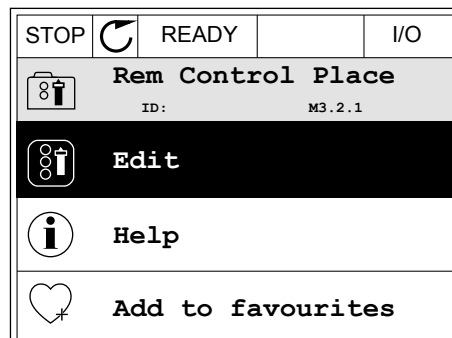 STOP READY I/O
Rem Control Place
ID: M3.2.1
Edit
Help
Add to favourites